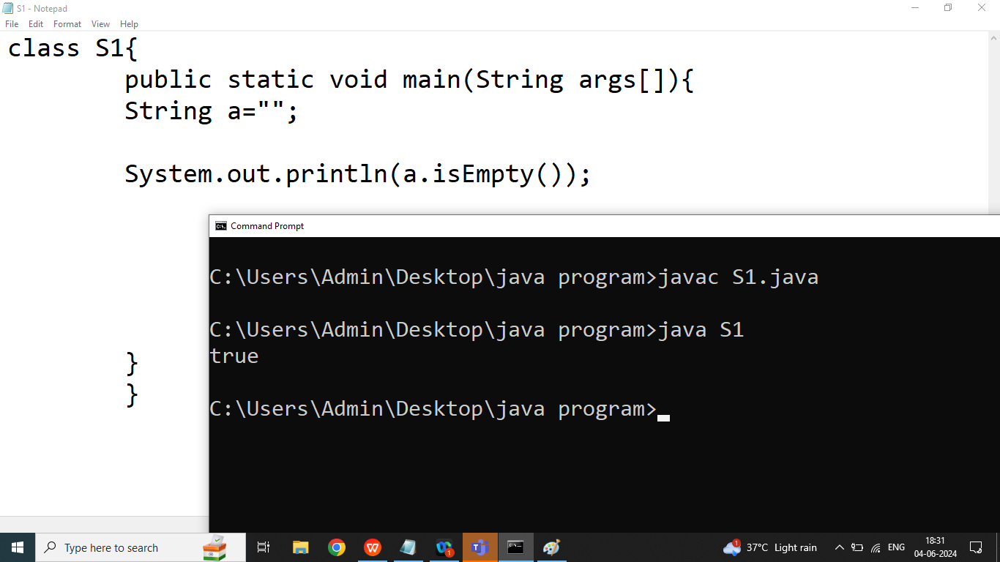 S1 - Notepad
File Edit Format View Help
class S1{
public static void main(String args[]){
String a="";
System.out.println(a.isEmpty());
}
}
Command Prompt
C:\Users\Admin\Desktop\java program>javac S1.java
C:\Users\Admin\Desktop\java program>java S1
true
C:\Users\Admin\Desktop\java program>
Type here to search
W
1
1
37°C Light rain
ENG
18:31
04-06-2024